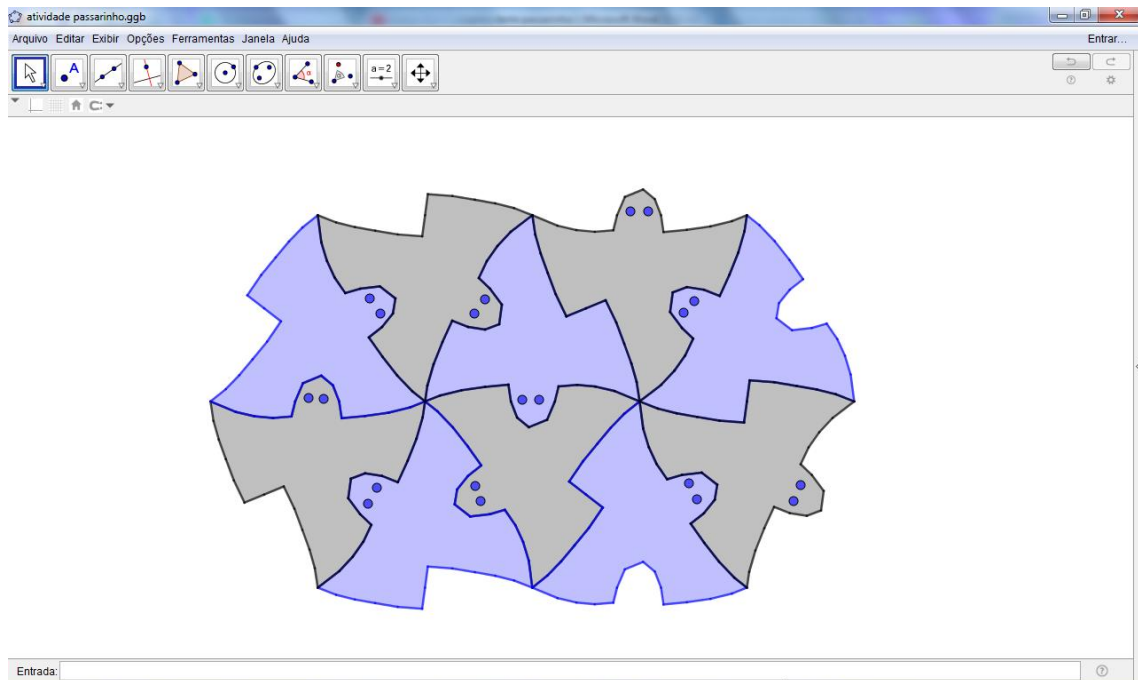 atividade passarinho.ggb
Arquivo Editar Exibir Opções Ferramentas Janela Ajuda
Entrar...
A
α
a=2
Entrada: